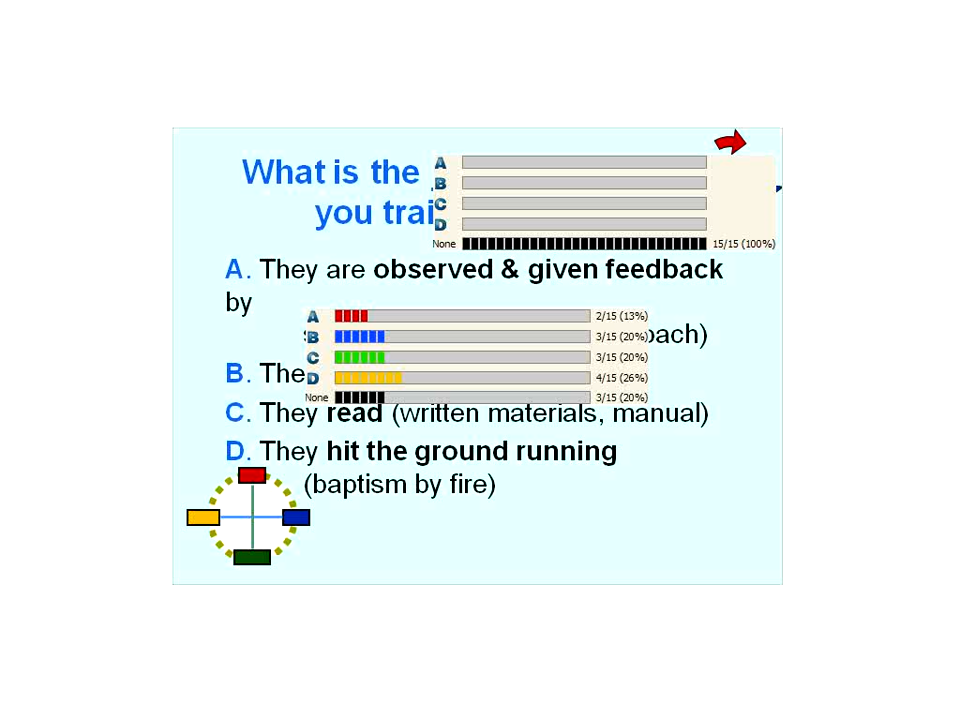 What is the
you trai
A
B
C
D
None 15/15 (100%)
A. They are observed & given feedback
by
oach)
A 2/15 (13%)
B 3/15 (20%)
C 3/15 (20%)
D 4/15 (26%)
None 3/15 (20%)
B. The
C. They read (written materials, manual)
D. They hit the ground running
(baptism by fire)